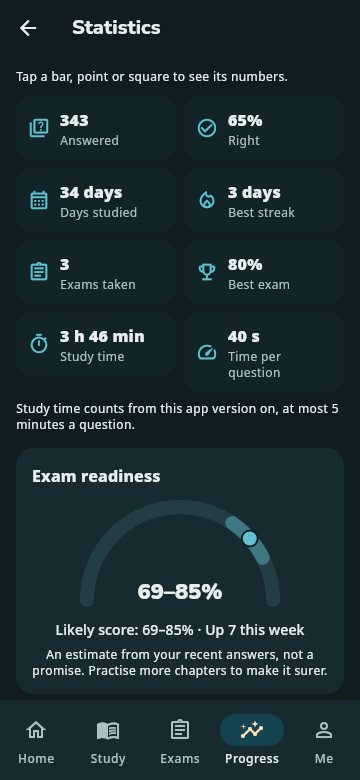 Statistics
Tap a bar, point or square to see its numbers.
343
Answered
65%
Right
34 days
Days studied
3 days
Best streak
3
Exams taken
80%
Best exam
3 h 46 min
Study time
40 s
Time per
question
Study time counts from this app version on, at most 5
minutes a question.
Exam readiness
69–85%
Likely score: 69–85% · Up 7 this week
An estimate from your recent answers, not a
promise. Practise more chapters to make it surer.
Home
Study
Exams
Progress
Me